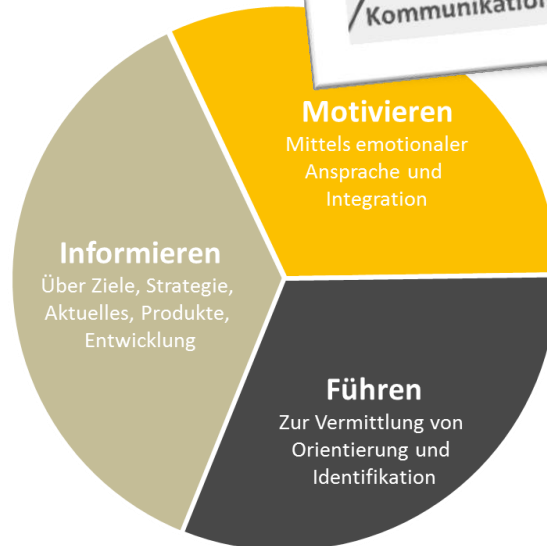 Kommunikation
Motivieren
Mittels emotionaler
Ansprache und
Integration
Informieren
Über Ziele, Strategie,
Aktuelles, Produkte,
Entwicklung
Führen
Zur Vermittlung von
Orientierung und
Identifikation